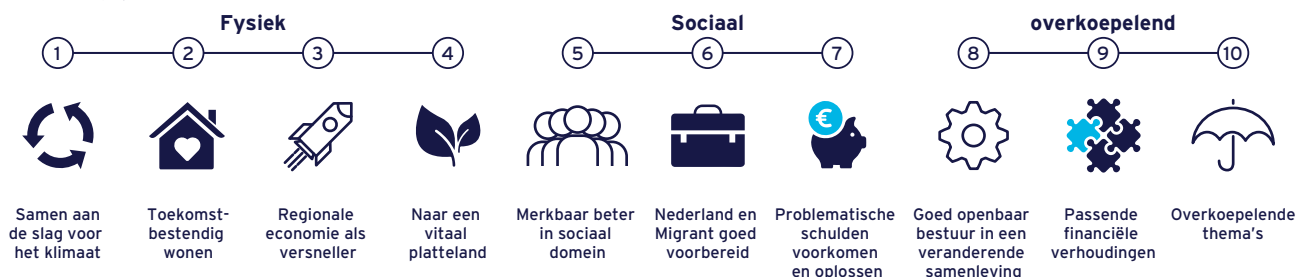 Fysiek
Sociaal
overkoepelend
1
2
3
4
5
6
7
8
9
10
€
Samen aan
de slag voor
het klimaat
Toekomst-
bestendig
wonen
Regionale
economie als
versneller
Naar een
vitaal
platteland
Merkbaar beter
in sociaal
domein
Nederland en
Migrant goed
voorbereid
Problematische
schulden
voorkomen
en oplossen
Goed openbaar
bestuur in een
veranderende
samenleving
Passende
financiële
verhoudingen
Overkoepelende
thema's